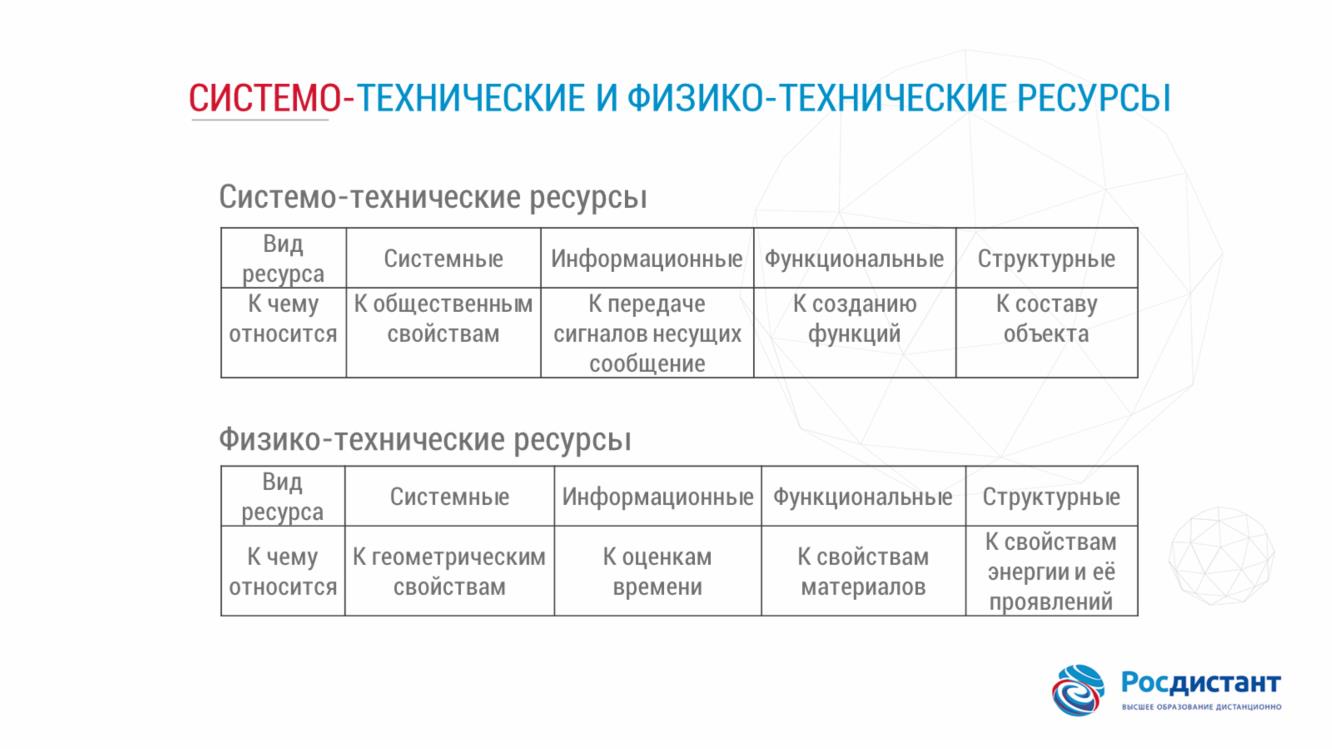 СИСТЕМО-ТЕХНИЧЕСКИЕ И ФИЗИКО-ТЕХНИЧЕСКИЕ РЕСУРСЫ
Системо-технические ресурсы
Вид
ресурса
Системные
Информационные
Функциональные
Структурные
К чему
относится
К общественным
свойствам
К передаче
сигналов несущих
сообщение
К созданию
функций
К составу
объекта
Физико-технические ресурсы
Вид
ресурса
Системные
Информационные
Функциональные
Структурные
К чему
относится
К геометрическим
свойствам
К оценкам
времени
К свойствам
материалов
К свойствам
энергии и её
проявлений
Росдистант
ВЫСШЕЕ ОБРАЗОВАНИЕ ДИСТАНЦИОННО